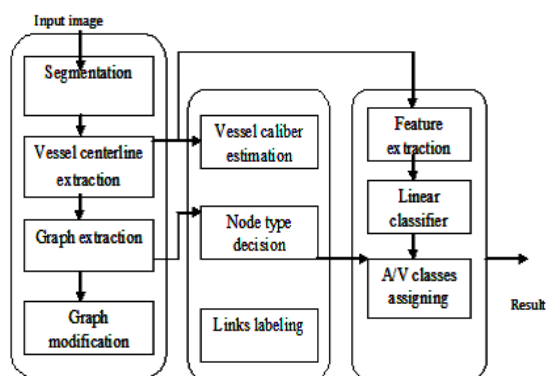 Input image
Segmentation
Vessel centerline
extraction
Graph extraction
Graph
modification
Vessel caliber
estimation
Node type
decision
Links labeling
Feature
extraction
Linear
classifier
A/V classes
assigning
Result